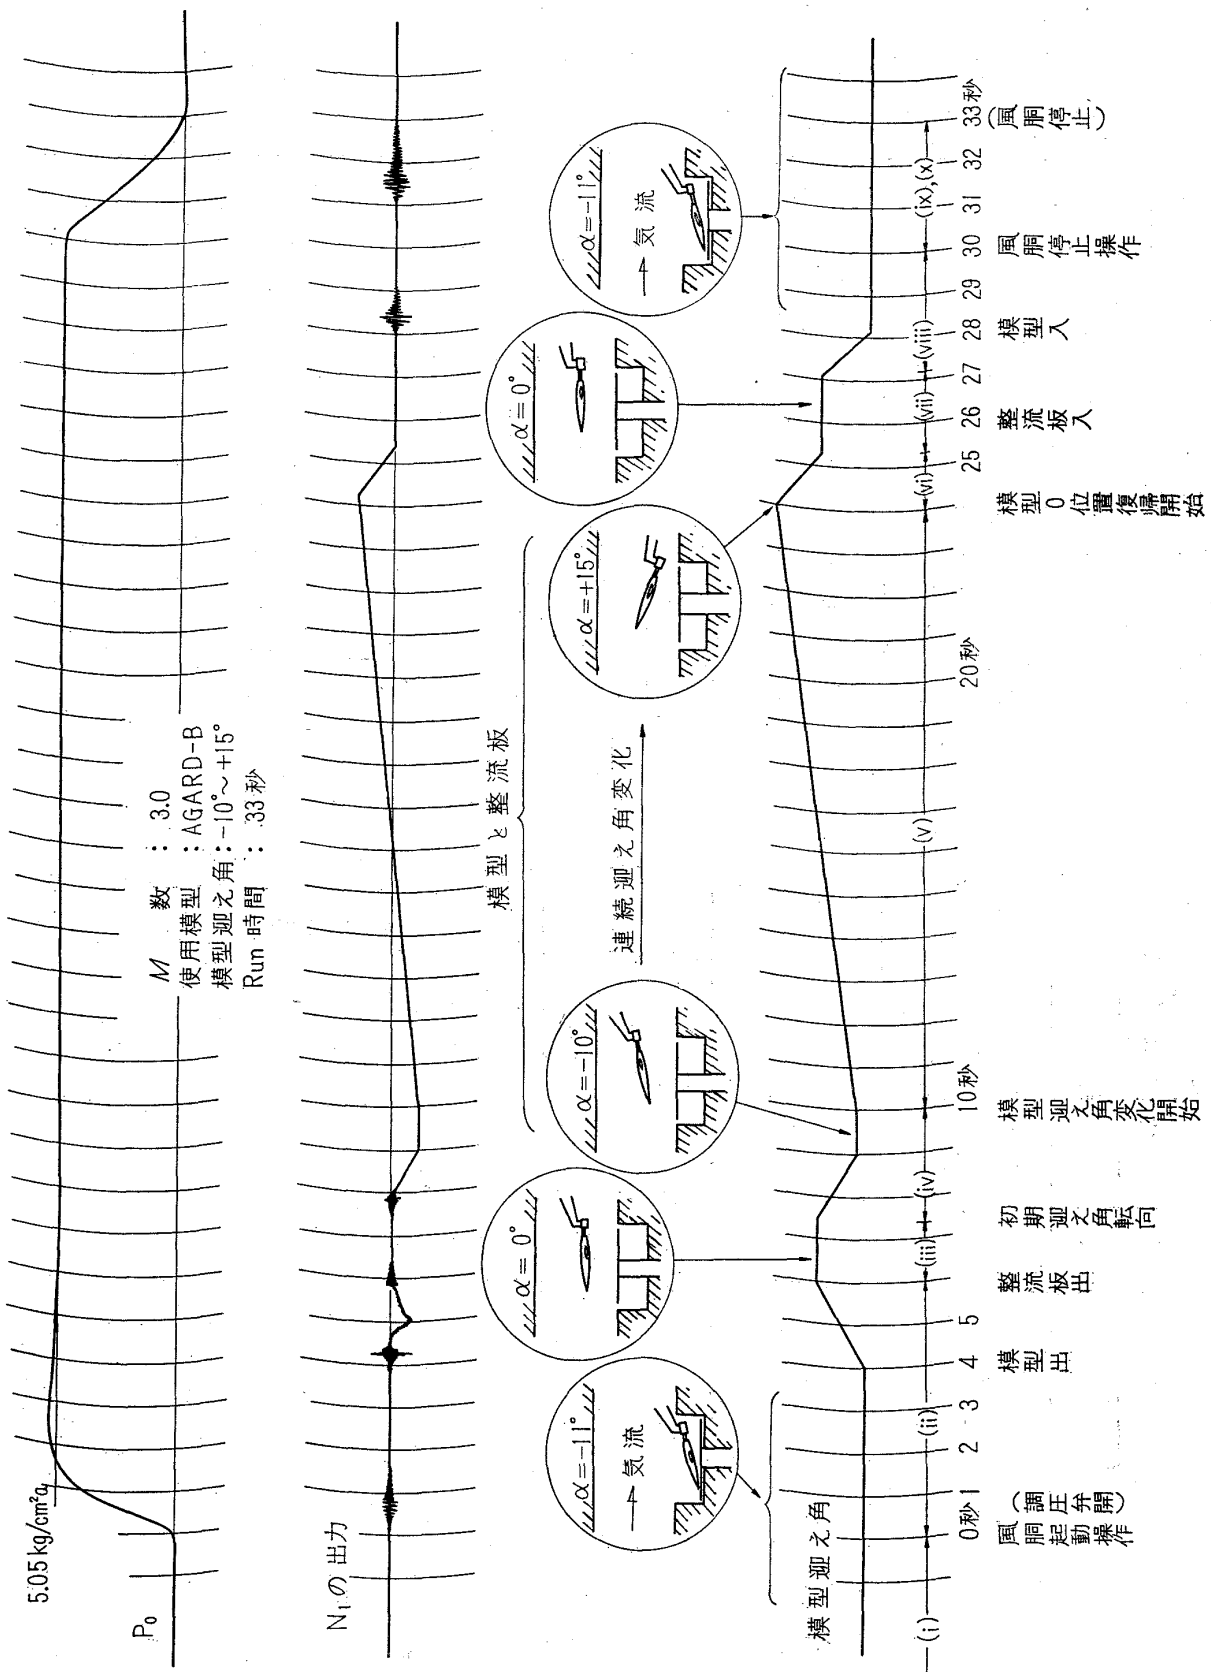 5.05 kg/cm²a
P₀
M 数 : 3.0
使用模型 : AGARD-B
模型迎え角 : -10°~+15°
Run 時間 : 33秒
N₁の出力
模型と整流板
α=-11°
→ 気流
α=0°
α=-10°
連続迎え角変化
α=+15°
α=0°
α=-11°
→ 気流
模型迎え角
(i)
(ii)
(iii)
(iv)
(v)
(vi)
(vii)
(viii)
(ix),(x)
0秒
1
2
3
4
5
10秒
20秒
25
26
27
28
29
30
31
32
33秒
風胴起動操作
(調圧弁開)
模型出
整流板出
初期迎え角転向
模型迎え角変化開始
模型0位置復帰開始
整流板入
模型入
風胴停止操作
(風胴停止)